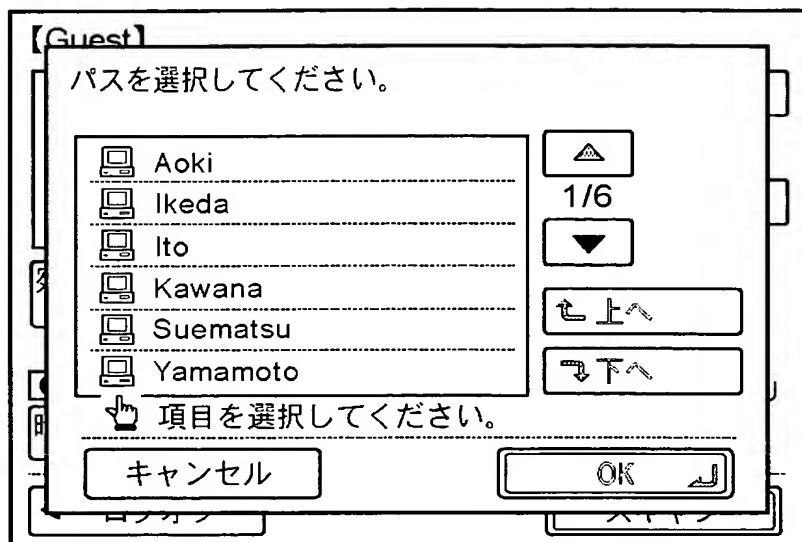 【Guest】
パスを選択してください。
Aoki
Ikeda
Ito
Kawana
Suematsu
Yamamoto
1/6
上へ
下へ
項目を選択してください。
キャンセル
OK